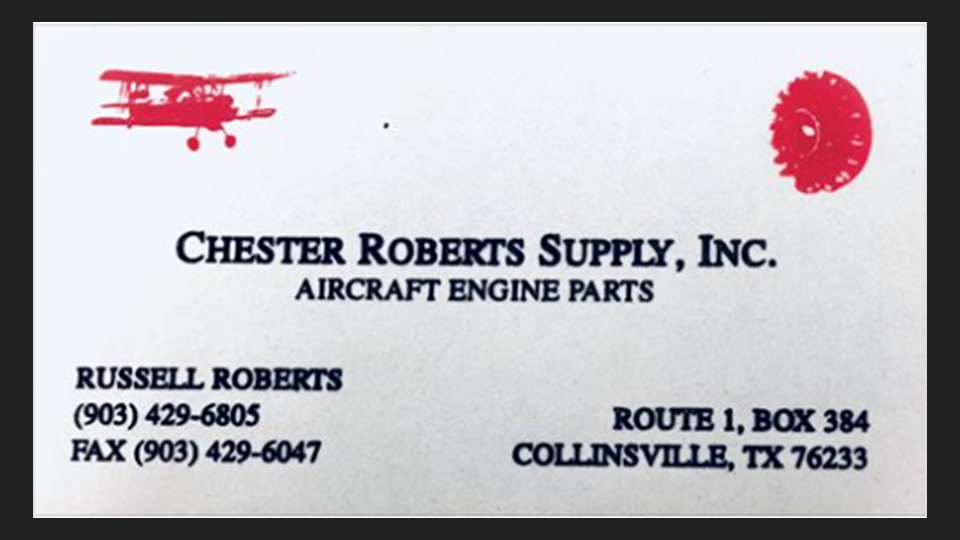 CHESTER ROBERTS SUPPLY, INC.
AIRCRAFT ENGINE PARTS
RUSSELL ROBERTS
(903) 429-6805
FAX (903) 429-6047
ROUTE 1, BOX 384
COLLINSVILLE, TX 76233